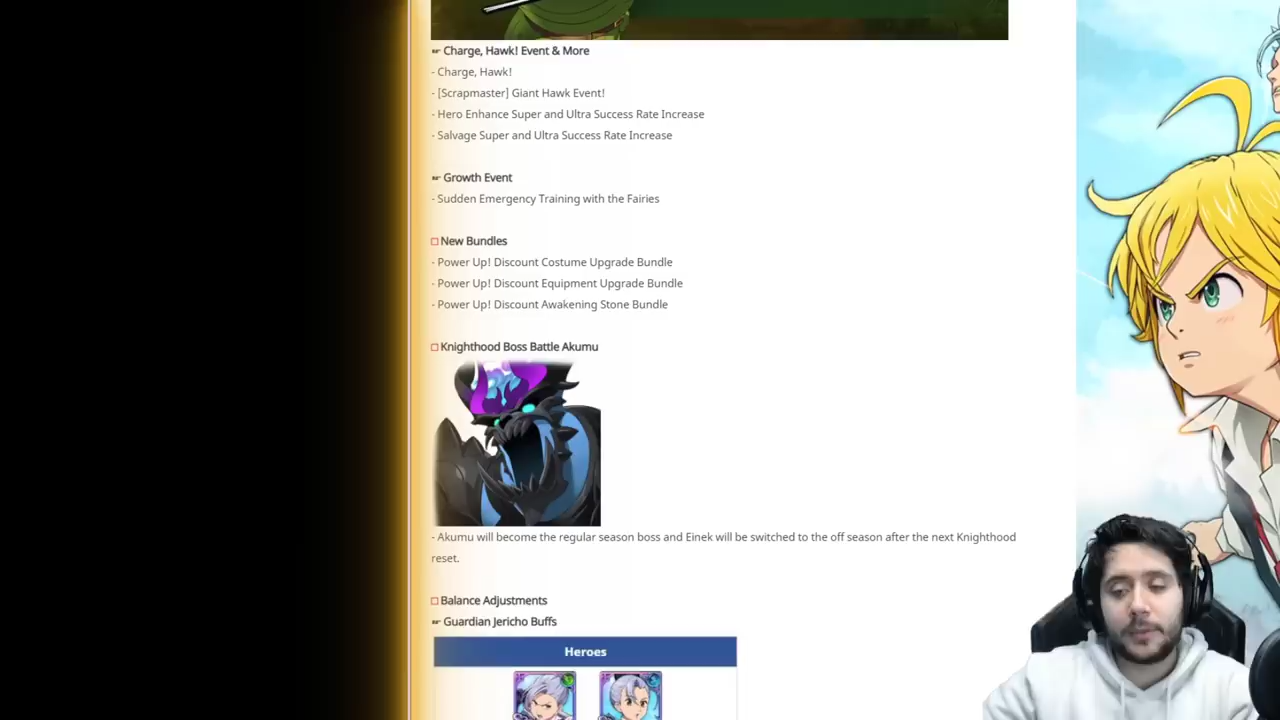 ☛ Charge, Hawk! Event & More
- Charge, Hawk!
- [Scrapmaster] Giant Hawk Event!
- Hero Enhance Super and Ultra Success Rate Increase
- Salvage Super and Ultra Success Rate Increase
☛ Growth Event
- Sudden Emergency Training with the Fairies
□ New Bundles
- Power Up! Discount Costume Upgrade Bundle
- Power Up! Discount Equipment Upgrade Bundle
- Power Up! Discount Awakening Stone Bundle
□ Knighthood Boss Battle Akumu
- Akumu will become the regular season boss and Einek will be switched to the off season after the next Knighthood
reset.
□ Balance Adjustments
☛ Guardian Jericho Buffs
Heroes